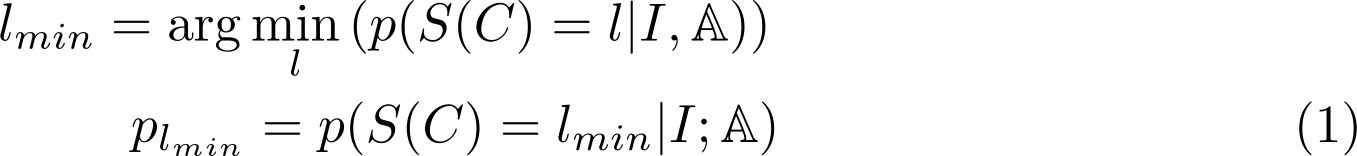 l_{min} = \arg\min_{l} (p(S(C) = l|I, \mathbb{A}))
p_{l_{min}} = p(S(C) = l_{min}|I; \mathbb{A}) (1)